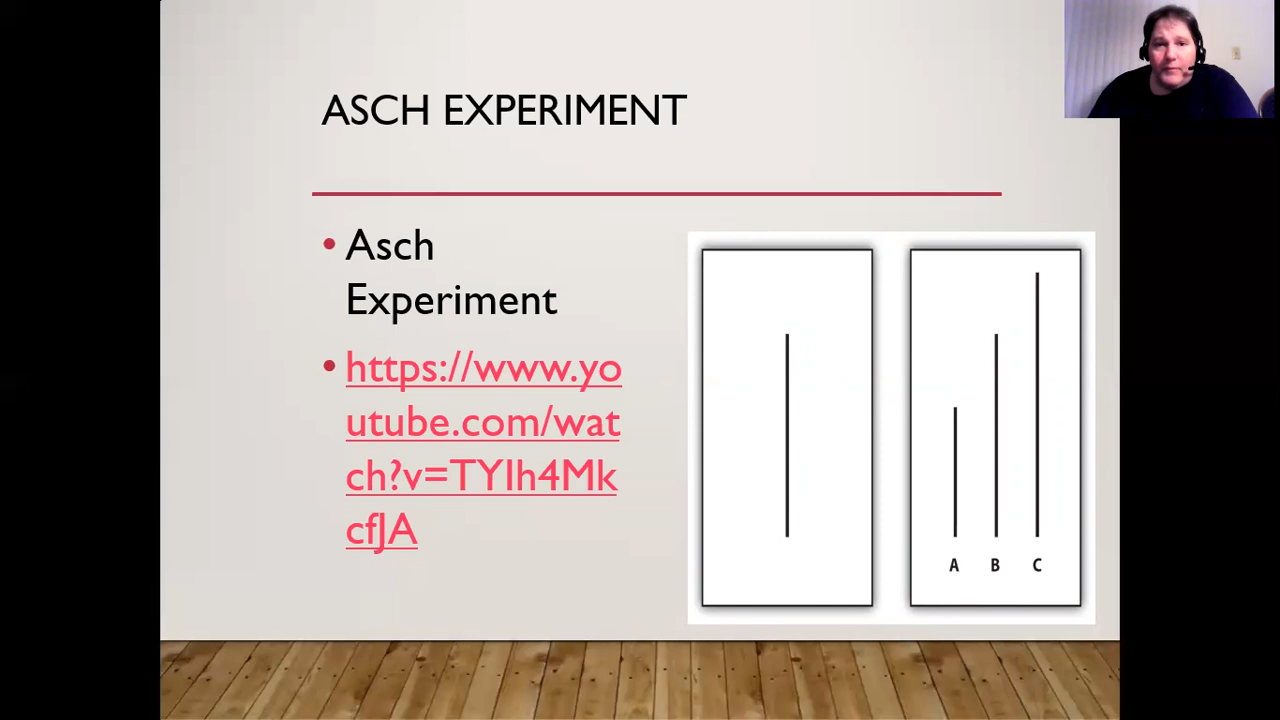 ASCH EXPERIMENT
Asch
Experiment
https://www.yo
utube.com/wat
ch?v=TYIh4Mk
cfJA
A B C